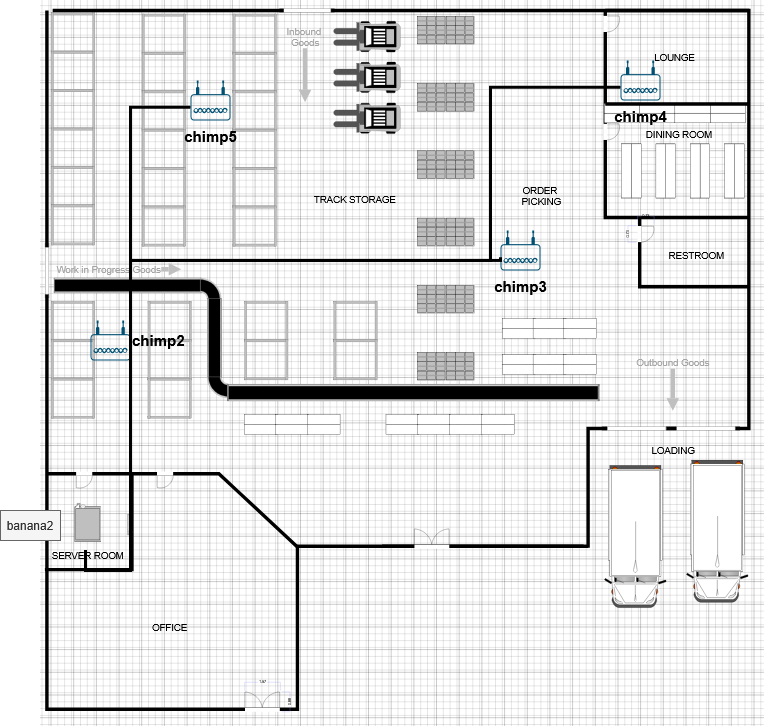 Inbound
Goods
LOUNGE
chimp5
chimp4
DINING ROOM
TRACK STORAGE
ORDER
PICKING
RESTROOM
Work in Progress Goods
chimp3
chimp2
Outbound Goods
LOADING
banana2
SERVER ROOM
OFFICE